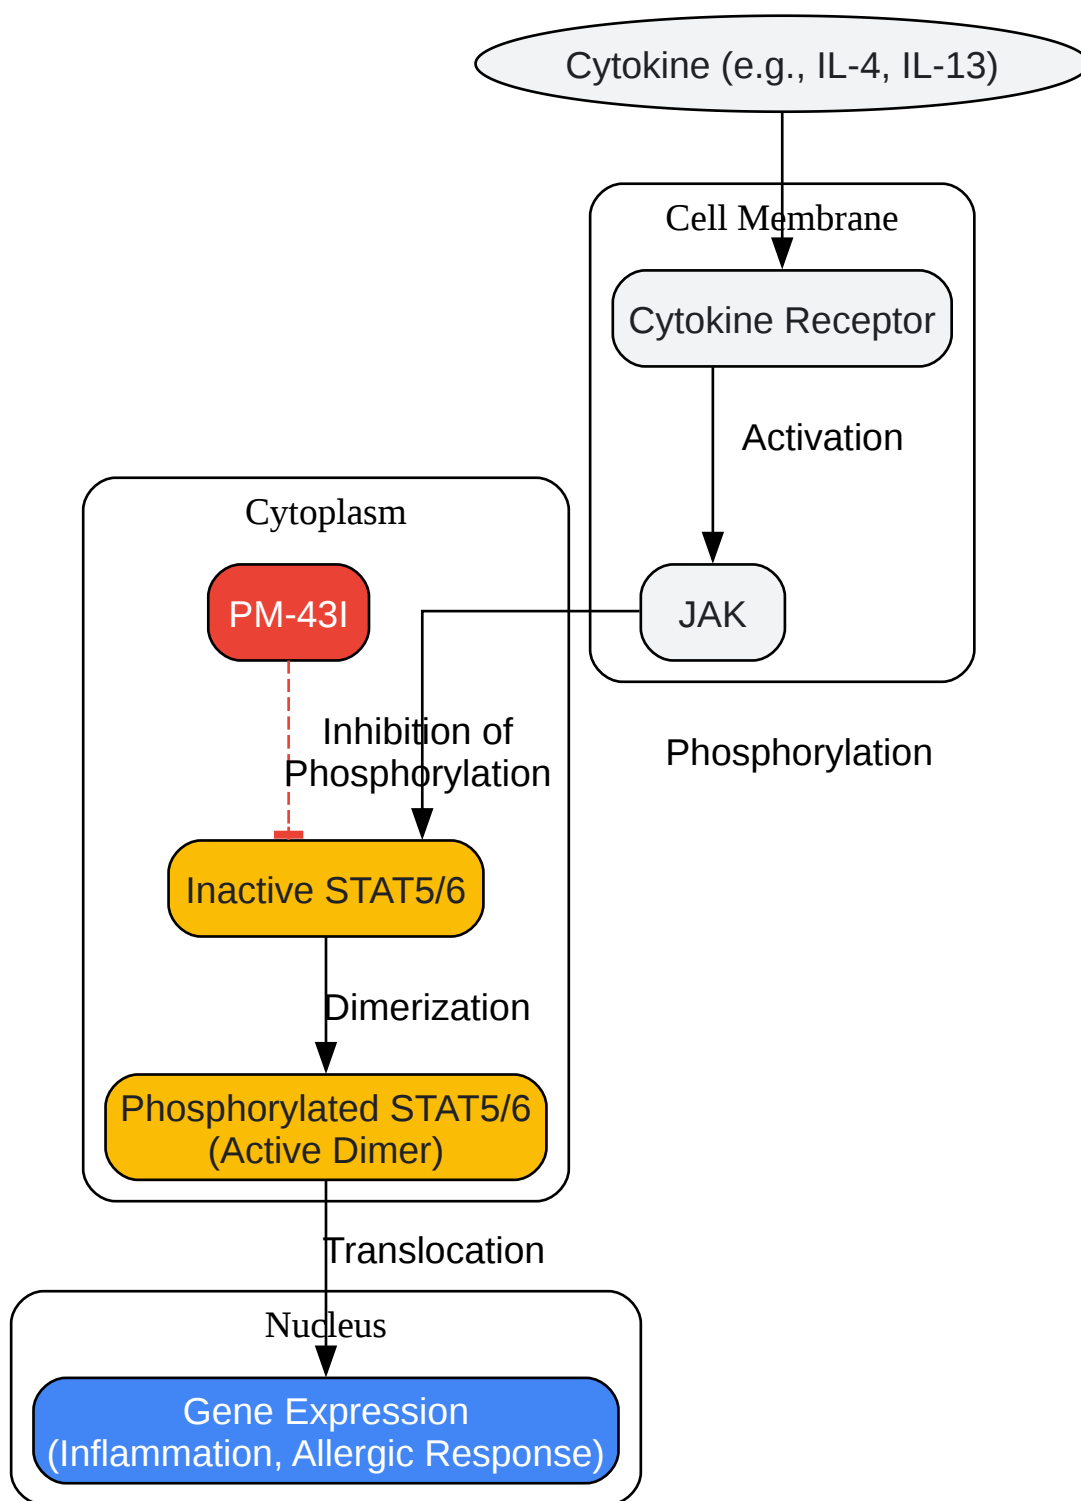 Cytokine (e.g., IL-4, IL-13)
Cell Membrane
Cytokine Receptor
Activation
Cytoplasm
PM-43I
JAK
Inhibition of
Phosphorylation
Phosphorylation
Inactive STAT5/6
Dimerization
Phosphorylated STAT5/6
(Active Dimer)
Translocation
Nucleus
Gene Expression
(Inflammation, Allergic Response)